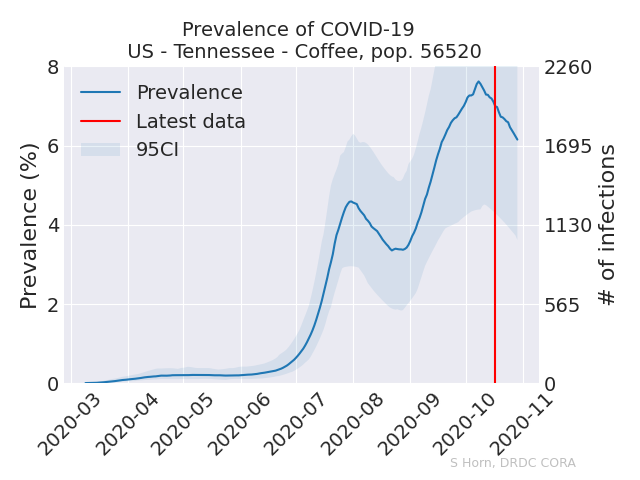 Prevalence of COVID-19
US - Tennessee - Coffee, pop. 56520
Prevalence
Latest data
95CI
Prevalence (%)
8
6
4
2
0
# of infections
2260
1695
1130
565
0
2020-03
2020-04
2020-05
2020-06
2020-07
2020-08
2020-09
2020-10
2020-11
S Horn, DRDC CORA